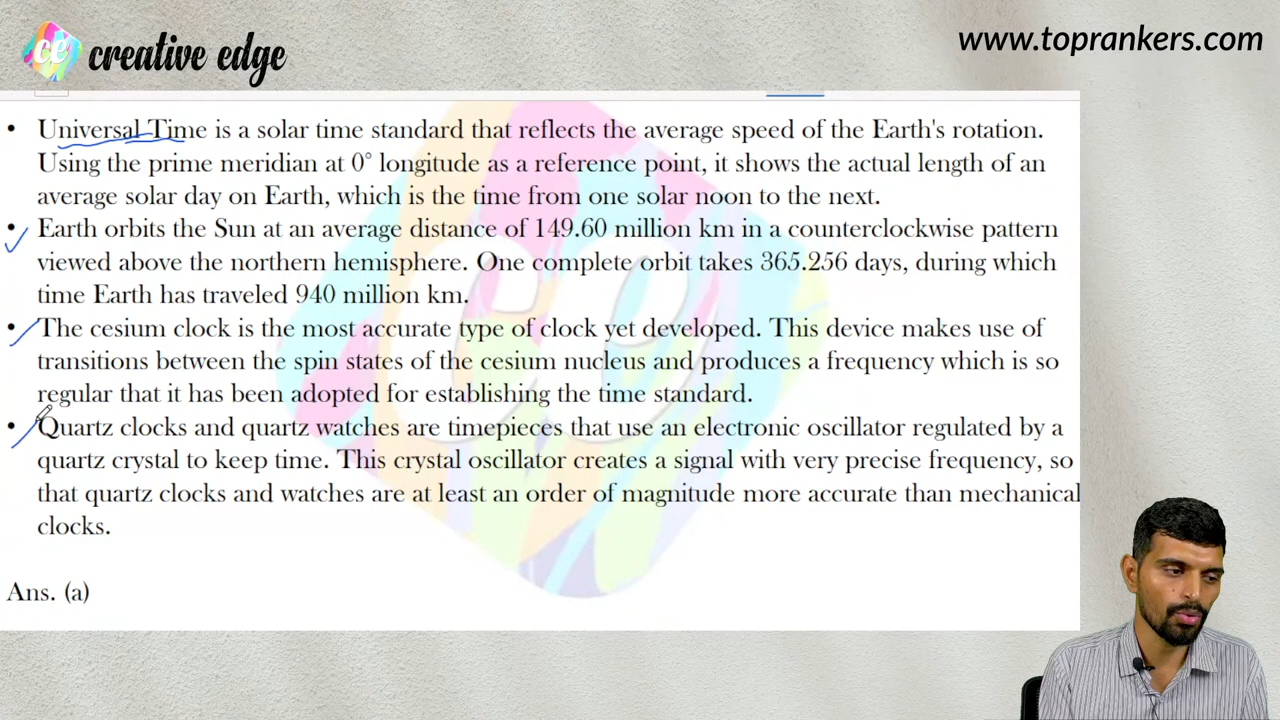 ce creative edge
www.toprankers.com
• Universal Time is a solar time standard that reflects the average speed of the Earth's rotation.
Using the prime meridian at 0° longitude as a reference point, it shows the actual length of an
average solar day on Earth, which is the time from one solar noon to the next.
• Earth orbits the Sun at an average distance of 149.60 million km in a counterclockwise pattern
viewed above the northern hemisphere. One complete orbit takes 365.256 days, during which
time Earth has traveled 940 million km.
• The cesium clock is the most accurate type of clock yet developed. This device makes use of
transitions between the spin states of the cesium nucleus and produces a frequency which is so
regular that it has been adopted for establishing the time standard.
• Quartz clocks and quartz watches are timepieces that use an electronic oscillator regulated by a
quartz crystal to keep time. This crystal oscillator creates a signal with very precise frequency, so
that quartz clocks and watches are at least an order of magnitude more accurate than mechanical
clocks.
Ans. (a)
ce